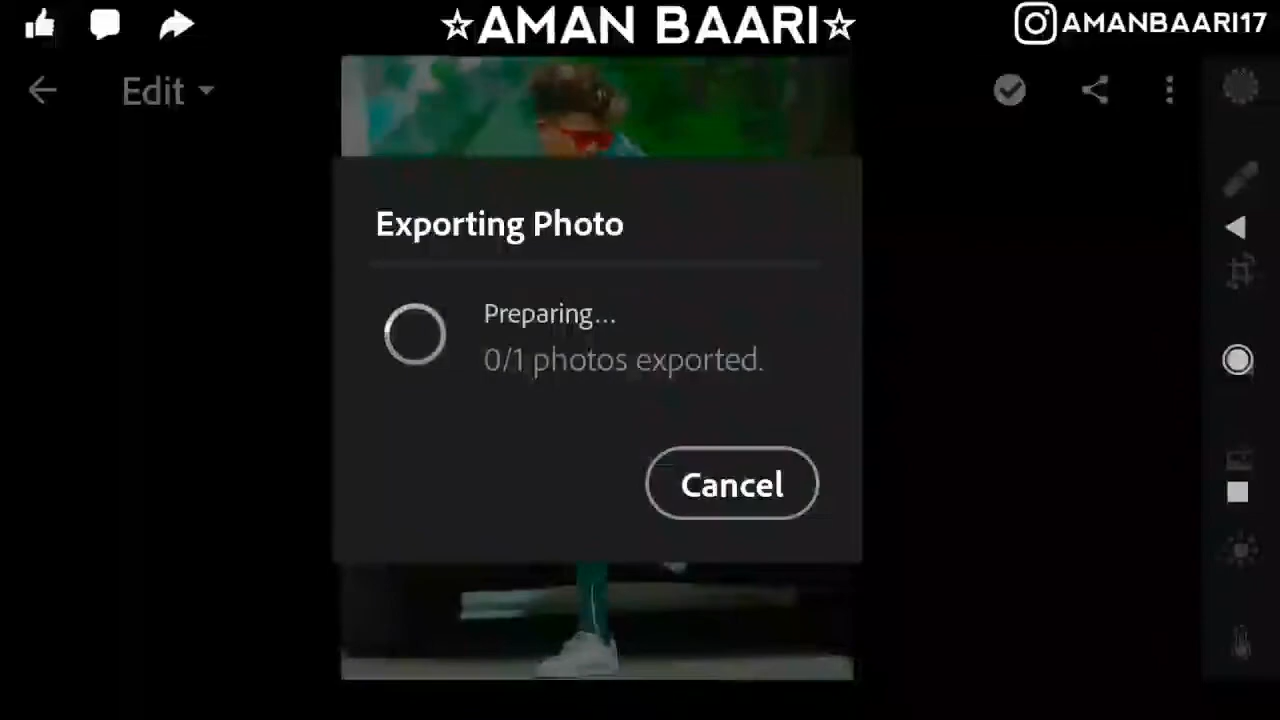 ☆AMAN BAARI☆
AMANBAARI17
Edit
Exporting Photo
Preparing...
0/1 photos exported.
Cancel